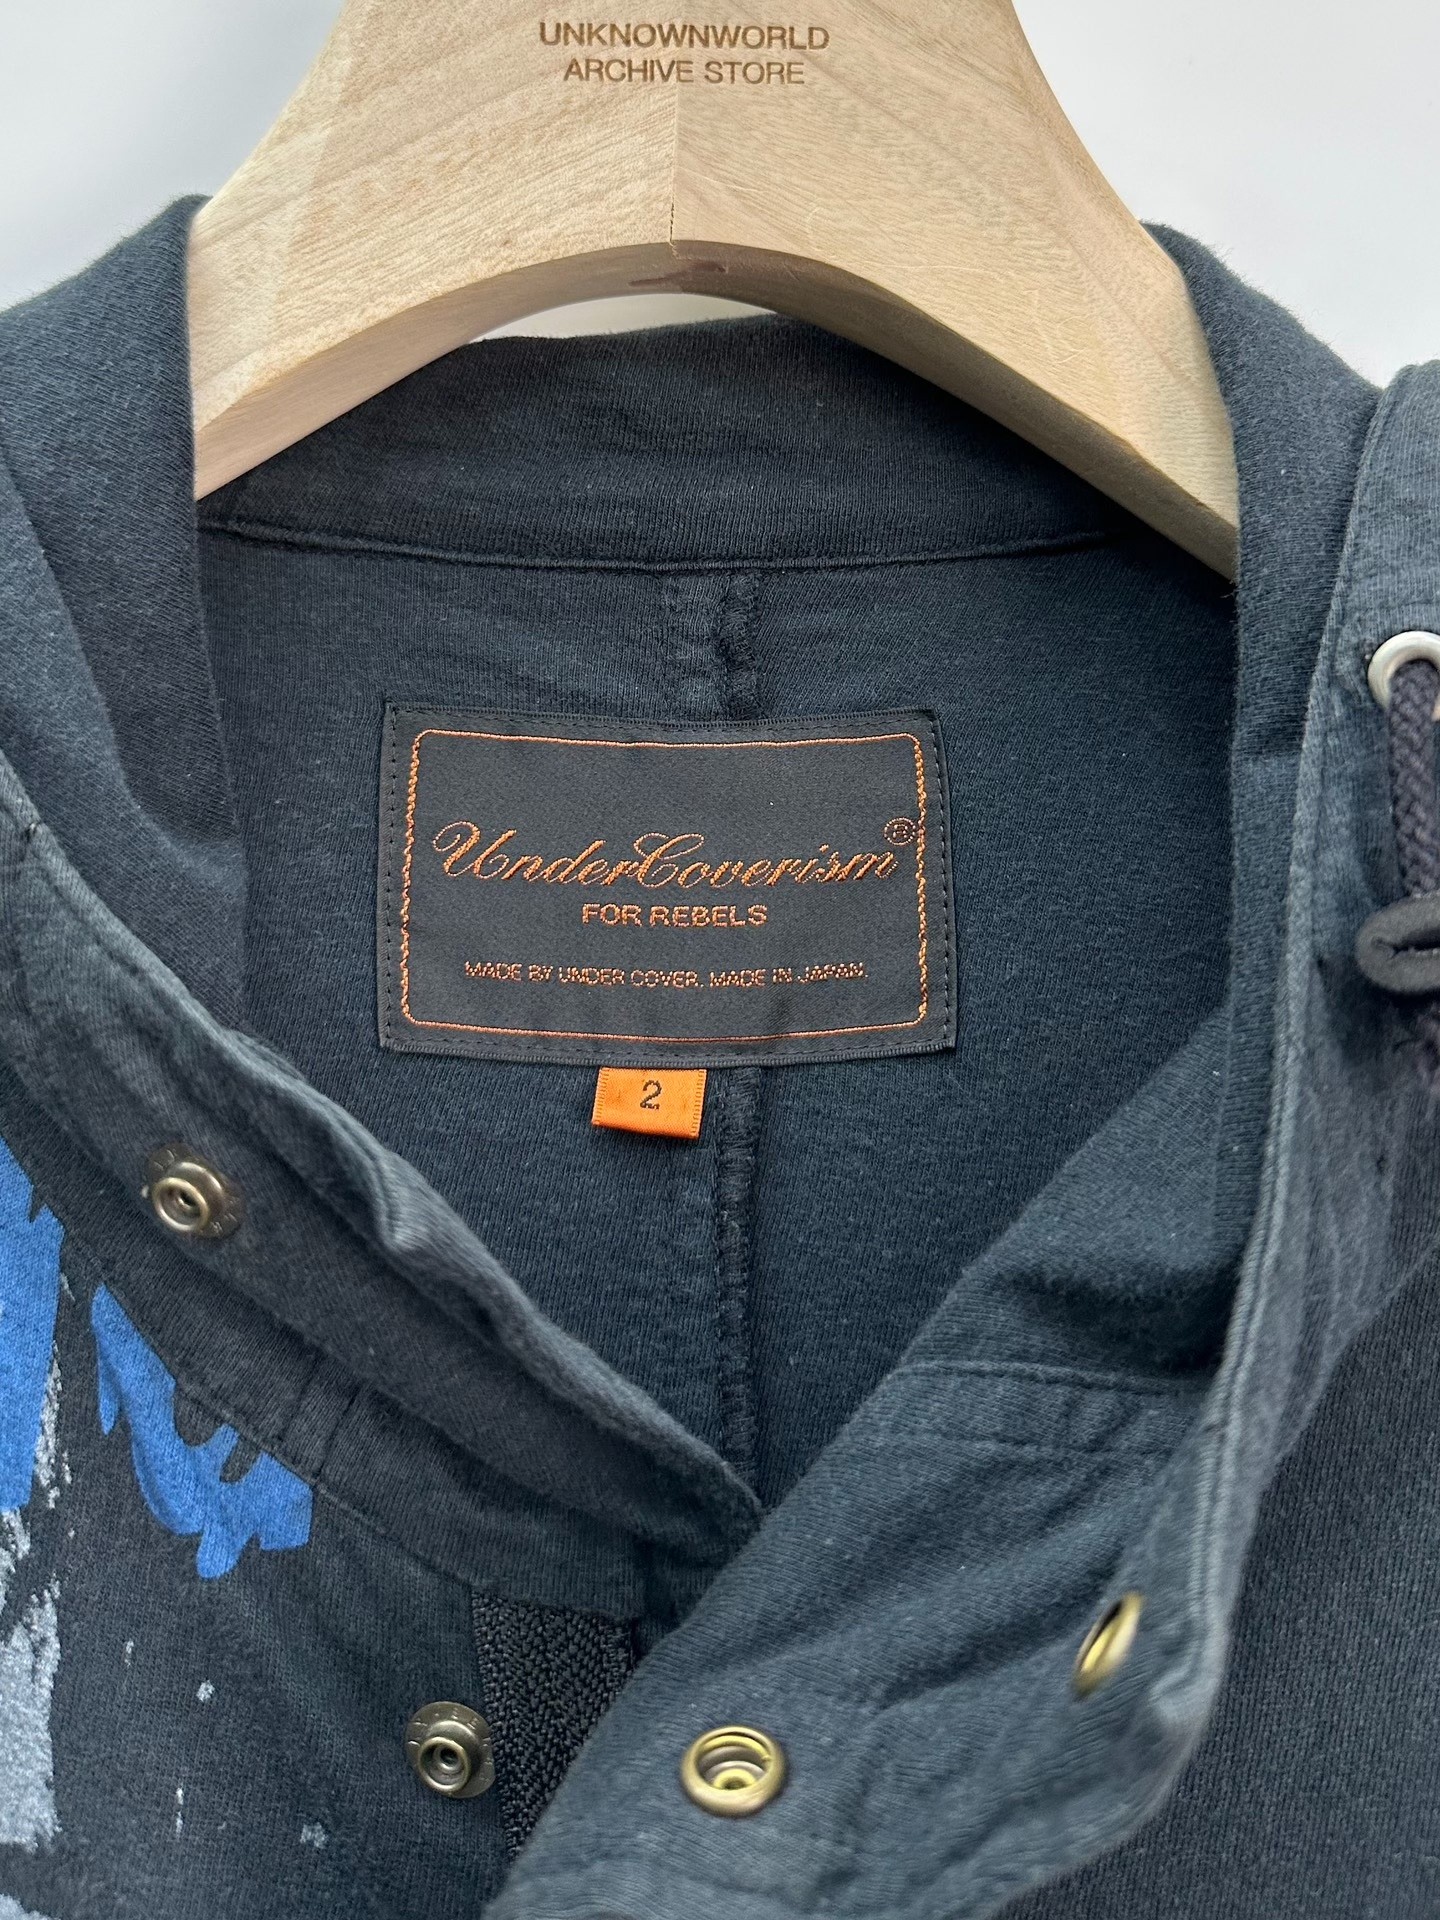 UNKNOWNWORLD
ARCHIVE STORE
UnderCoverism®
FOR REBELS
MADE BY UNDER COVER. MADE IN JAPAN.
2